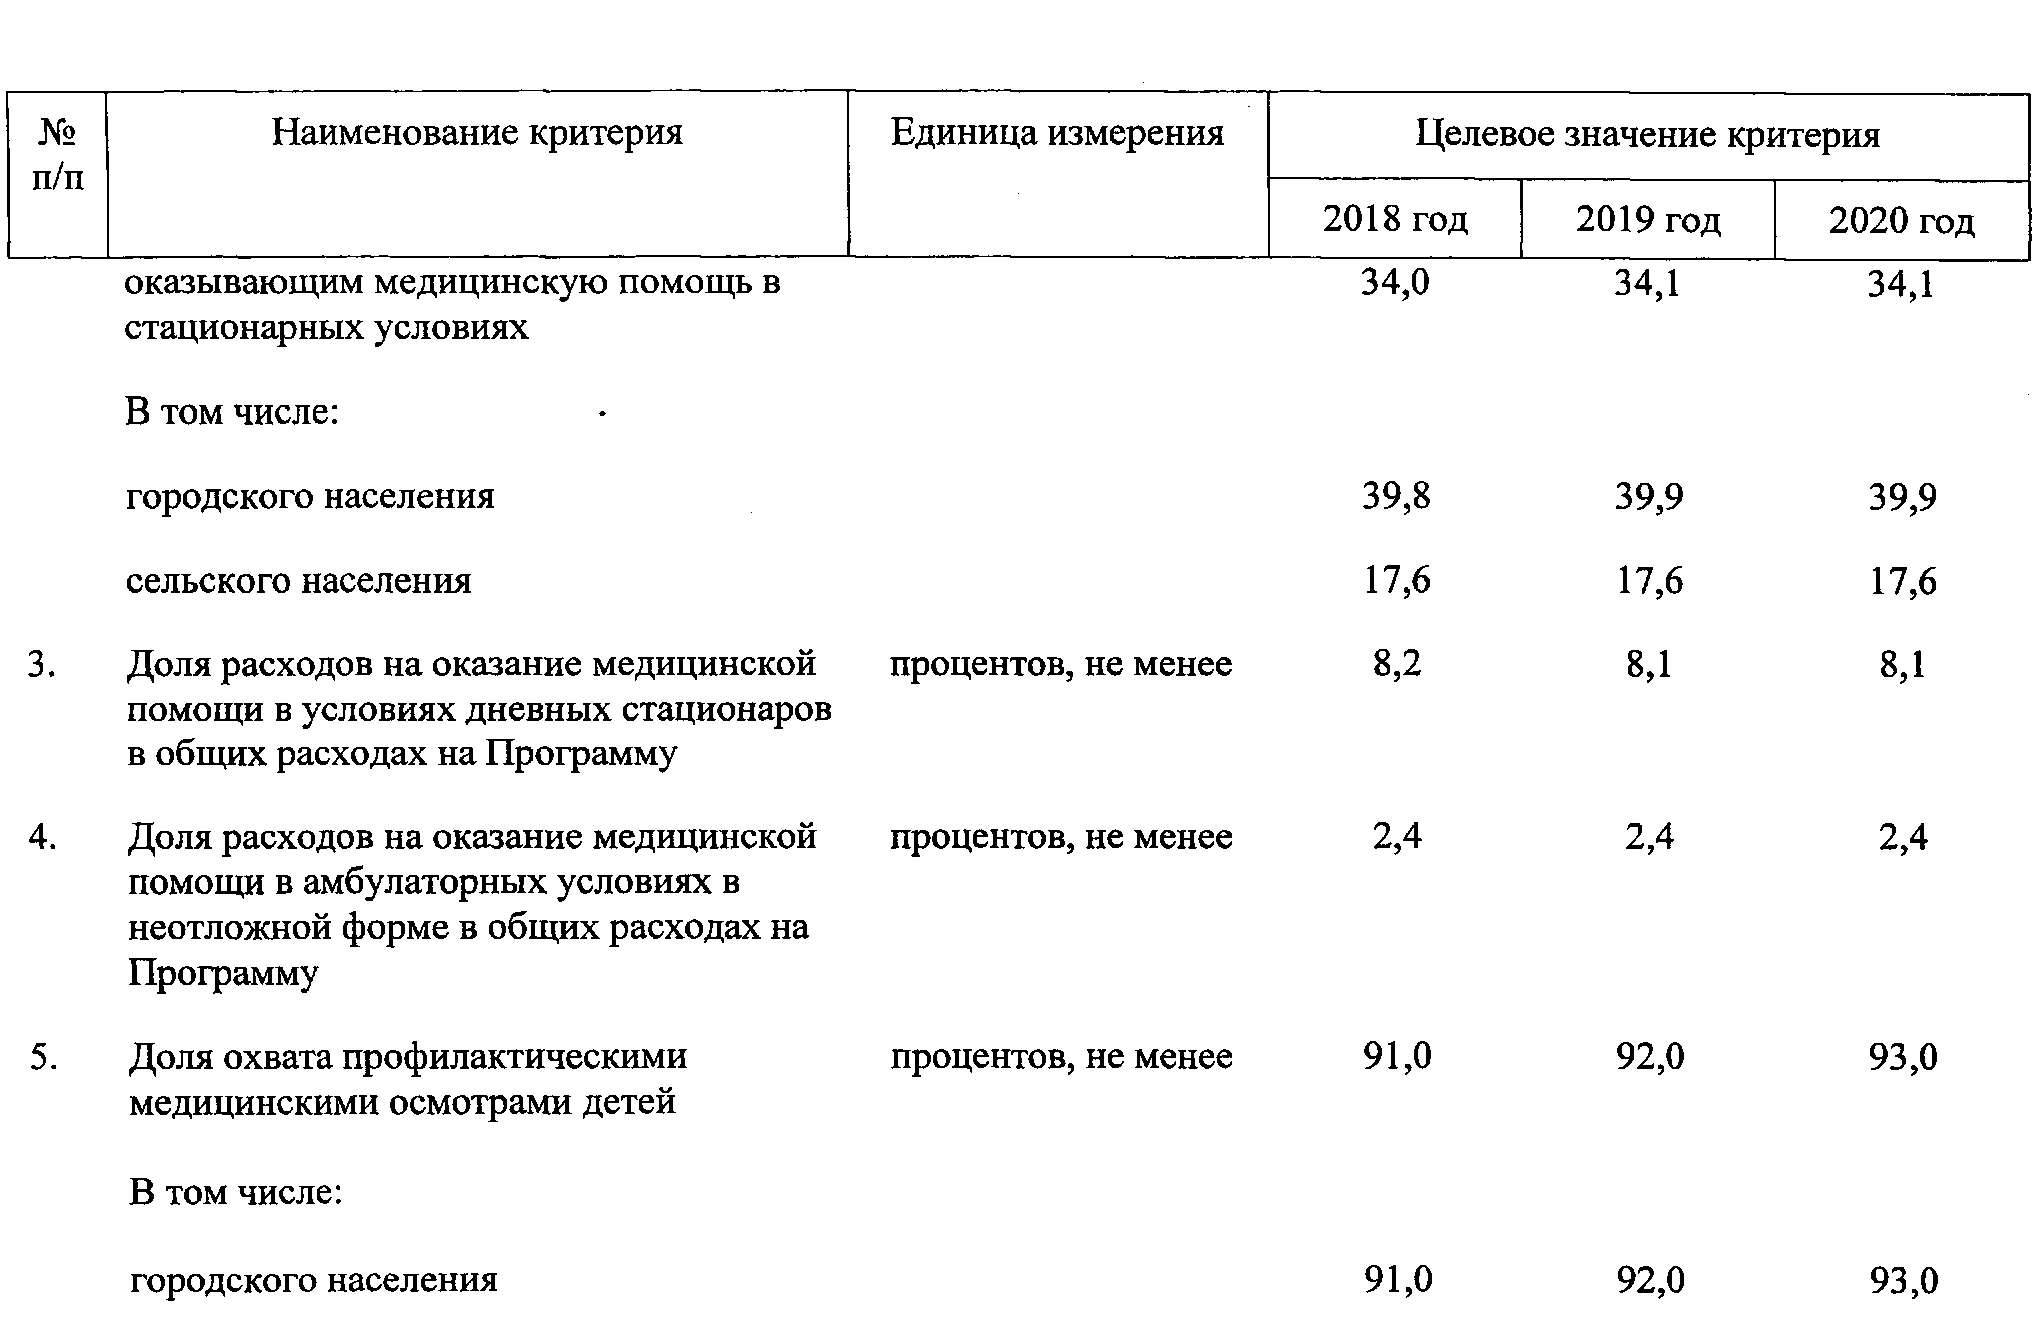 № Наименование критерия Единица измерения Целевое значение критерия
п/п
2018 год 2019 год 2020 год
оказывающим медицинскую помощь в 34,0 34,1 34,1
стационарных условиях
В том числе:
городского населения 39,8 39,9 39,9
сельского населения 17,6 17,6 17,6
3. Доля расходов на оказание медицинской процентов, не менее 8,2 8,1 8,1
помощи в условиях дневных стационаров
в общих расходах на Программу
4. Доля расходов на оказание медицинской процентов, не менее 2,4 2,4 2,4
помощи в амбулаторных условиях в
неотложной форме в общих расходах на
Программу
5. Доля охвата профилактическими процентов, не менее 91,0 92,0 93,0
медицинскими осмотрами детей
В том числе:
городского населения 91,0 92,0 93,0